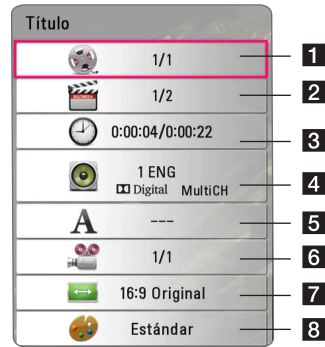 Título
1/1 1
1/2 2
0:00:04/0:00:22 3
1 ENG
Digital MultiCH 4
A --- 5
1/1 6
16:9 Original 7
Estándar 8